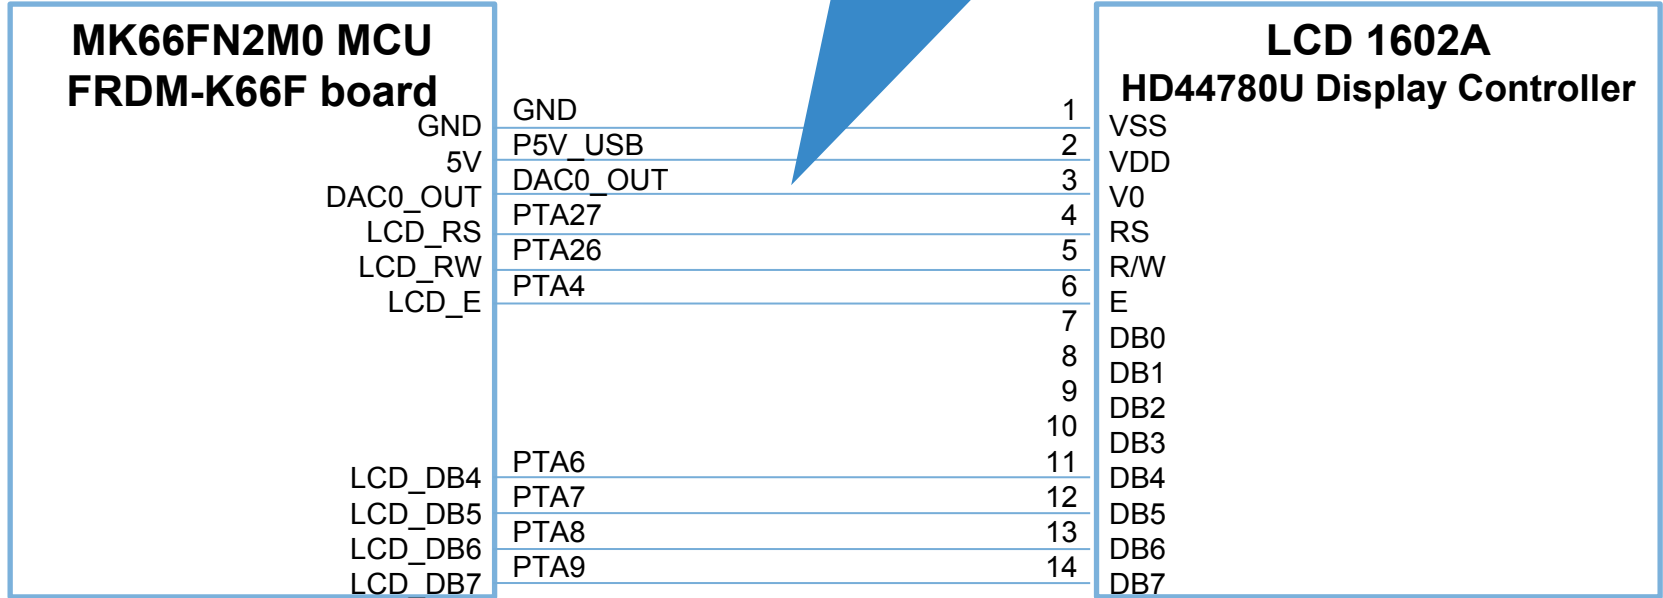 MK66FN2M0 MCU
FRDM-K66F board
LCD 1602A
HD44780U Display Controller
GND GND 1 VSS
5V P5V_USB 2 VDD
DAC0_OUT DAC0_OUT 3 V0
LCD_RS PTA27 4 RS
LCD_RW PTA26 5 R/W
LCD_E PTA4 6 E
7 DB0
8 DB1
9 DB2
10 DB3
LCD_DB4 PTA6 11 DB4
LCD_DB5 PTA7 12 DB5
LCD_DB6 PTA8 13 DB6
LCD_DB7 PTA9 14 DB7